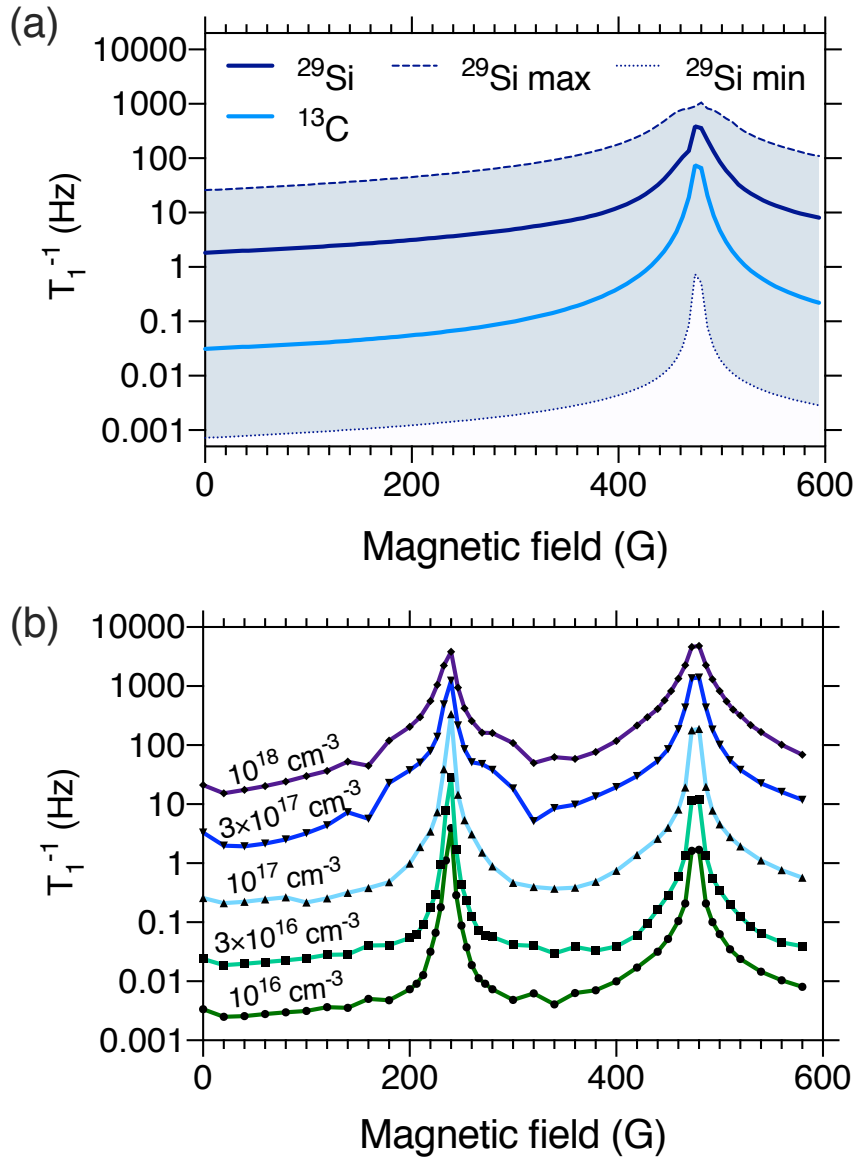 (a)
10000
1000
100
10
1
0.1
0.01
0.001
T₁⁻¹ (Hz)
²⁹Si
²⁹Si max
²⁹Si min
¹³C
0 200 400 600
Magnetic field (G)
(b)
10000
1000
100
10
1
0.1
0.01
0.001
T₁⁻¹ (Hz)
10¹⁸ cm⁻³
3×10¹⁷ cm⁻³
10¹⁷ cm⁻³
3×10¹⁶ cm⁻³
10¹⁶ cm⁻³
0 200 400 600
Magnetic field (G)